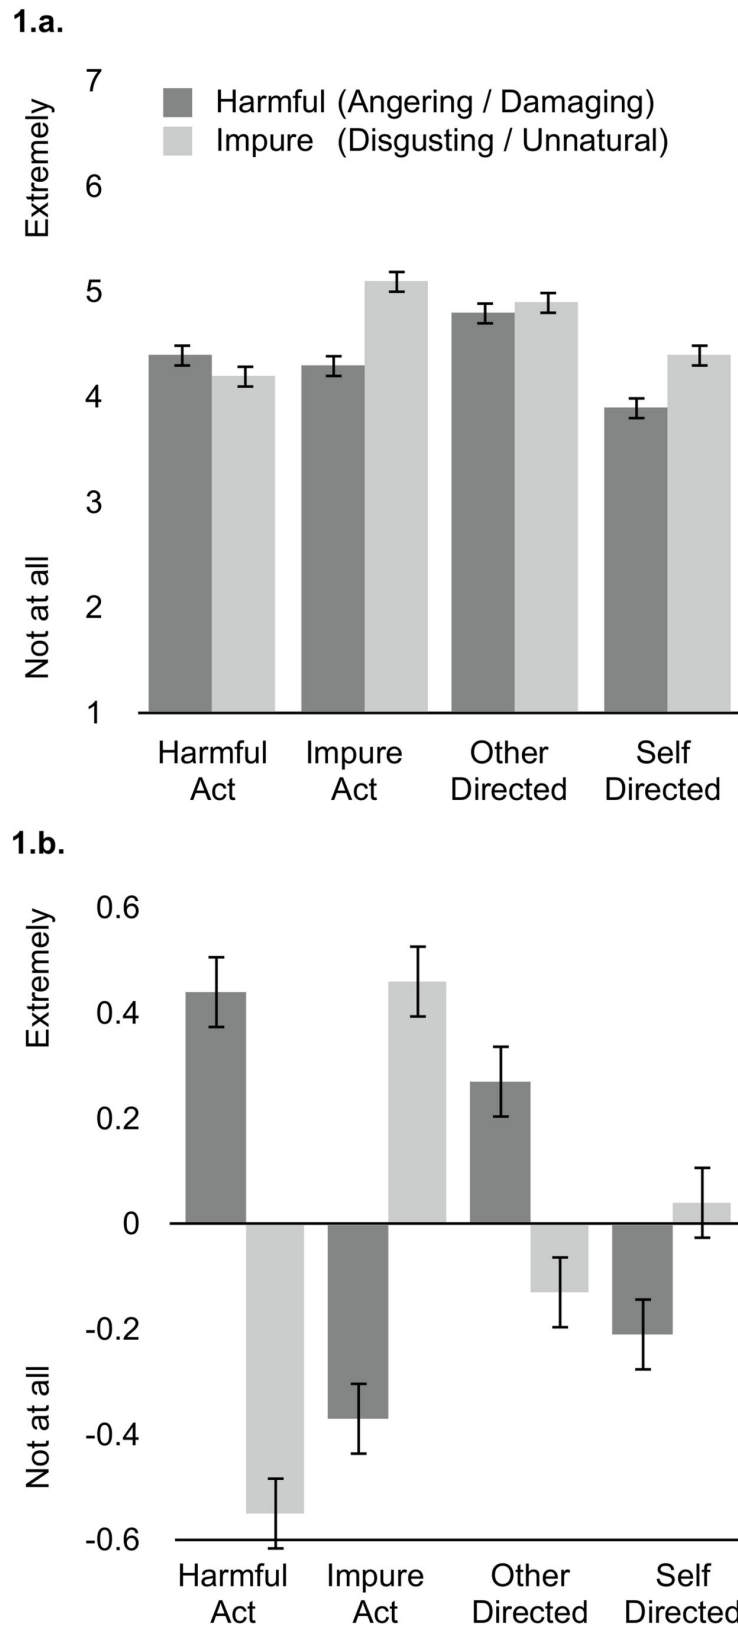 1.a.
Extremely
Not at all
7
6
5
4
3
2
1
Harmful (Angering / Damaging)
Impure (Disgusting / Unnatural)
Harmful Impure Other Self
Act Act Directed Directed
1.b.
Extremely
Not at all
0.6
0.4
0.2
0
-0.2
-0.4
-0.6
Harmful Impure Other Self
Act Act Directed Directed